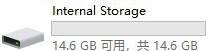 Internal Storage
14.6 GB 可用，共 14.6 GB